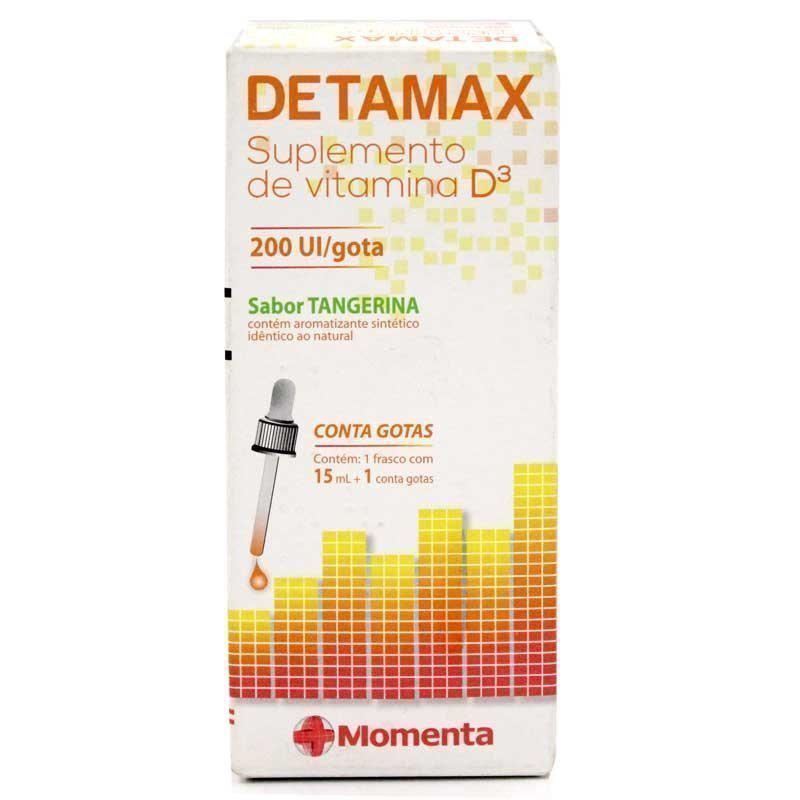 DETAMAX
DETAMAX
Suplemento
de vitamina D³
200 UI/gota
Sabor TANGERINA
contém aromatizante sintético
idêntico ao natural
CONTA GOTAS
Contém: 1 frasco com
15 mL + 1 conta gotas
Momenta